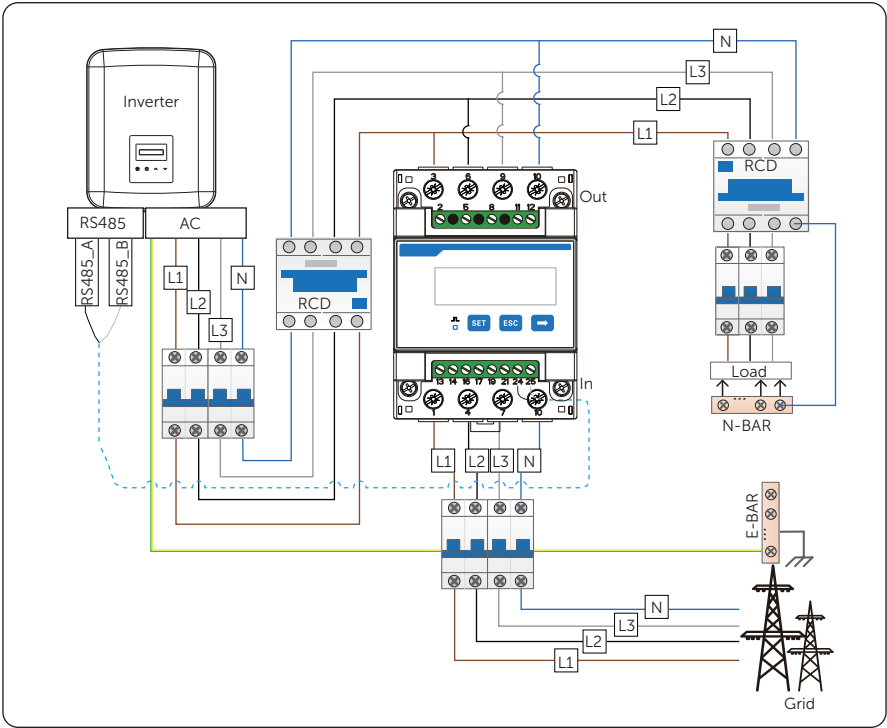 N
L3
L2
L1
Inverter
RS485
AC
RS485_A
RS485_B
L1
L2
L3
N
RCD
3
6
9
10
Out
2
5
8
11
12
SET
ESC
13
14
16
17
19
21
24
25
In
1
4
7
10
RCD
Load
N-BAR
L1
L2
L3
N
E-BAR
N
L3
L2
L1
Grid